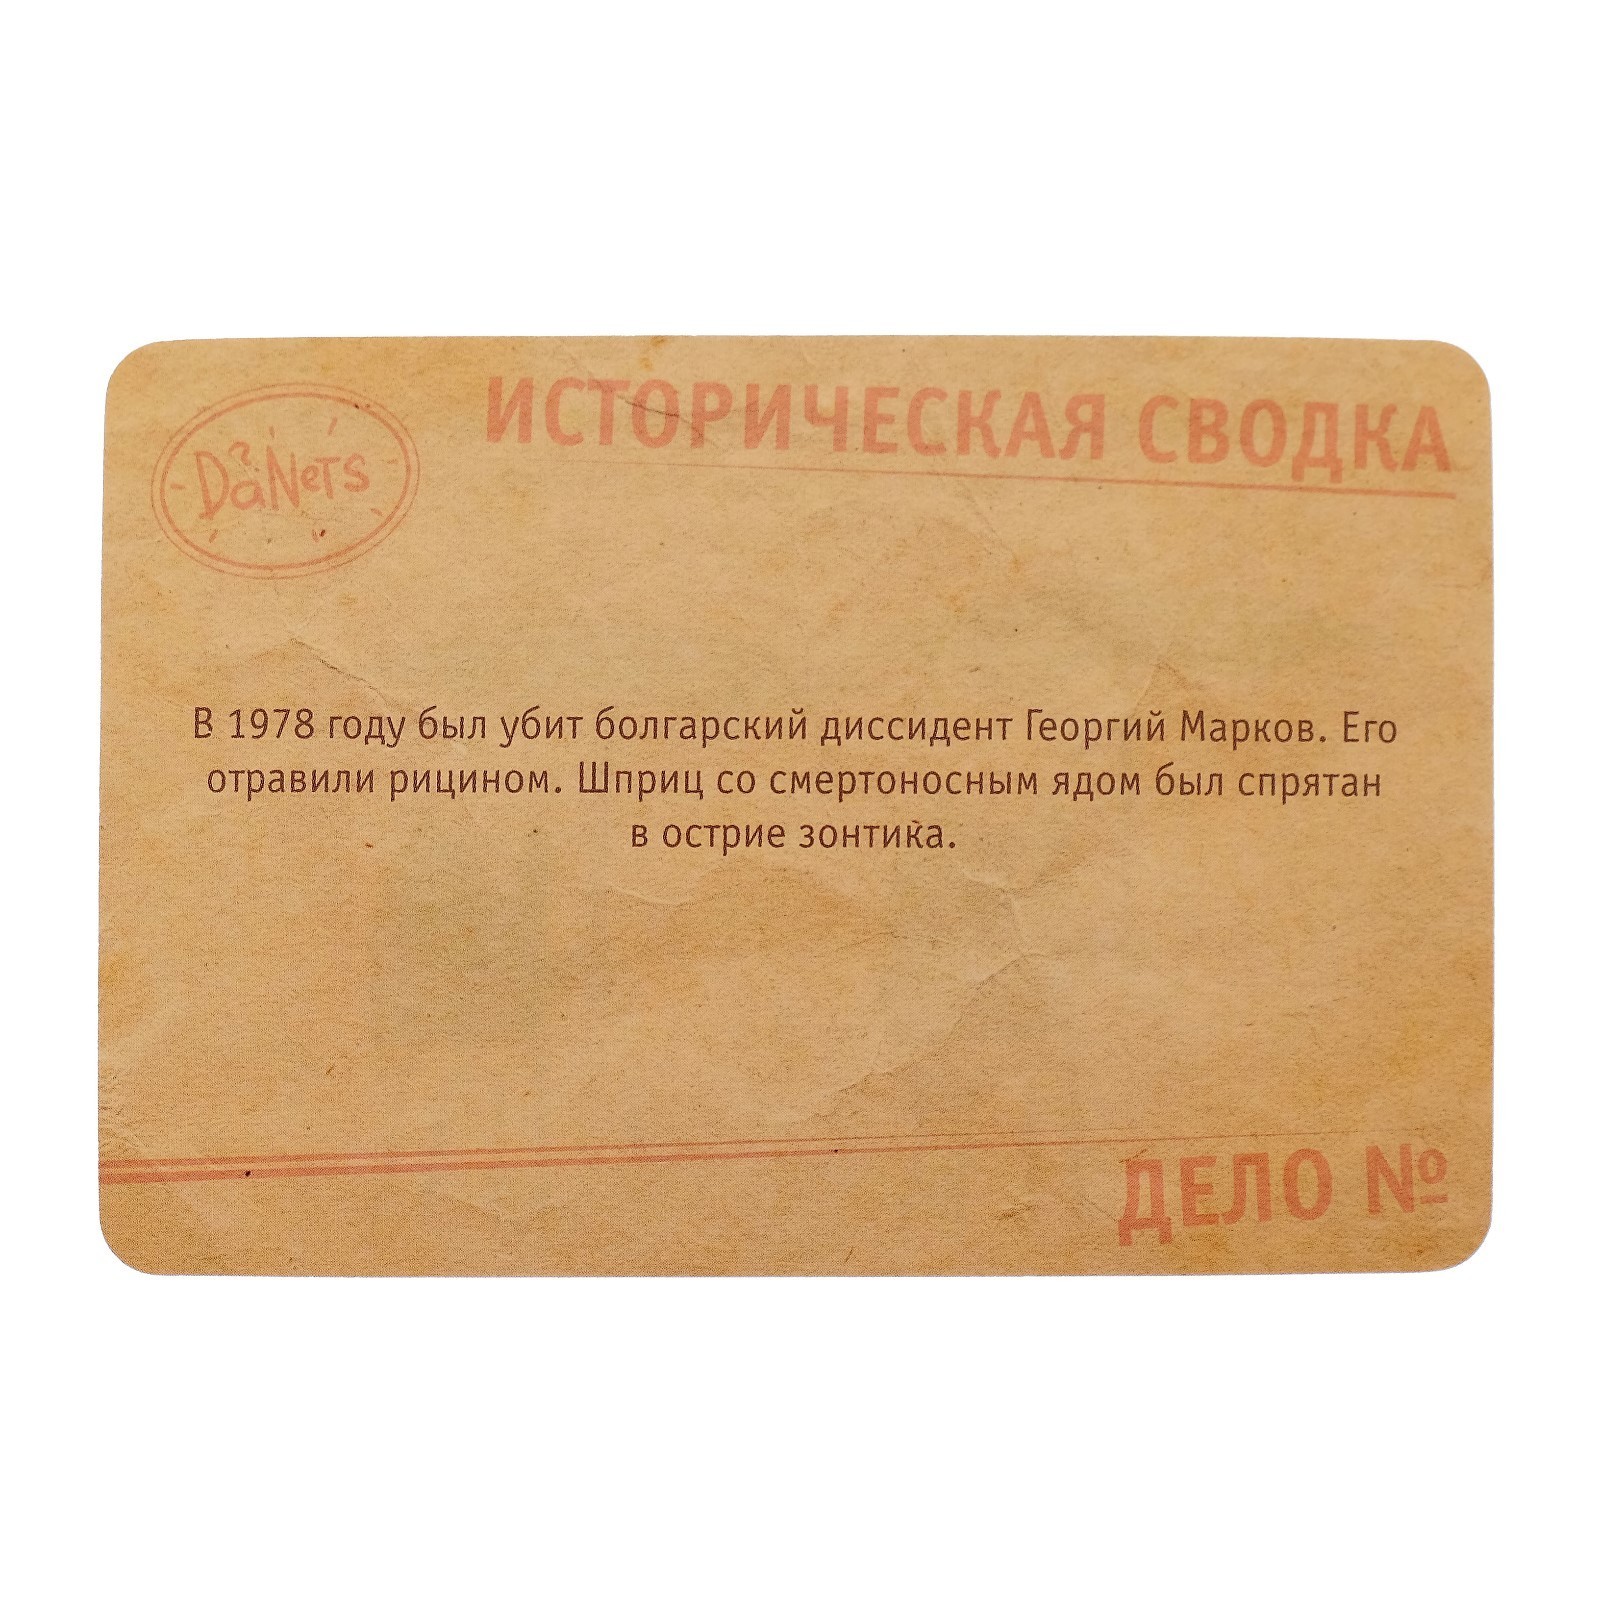 ИСТОРИЧЕСКАЯ СВОДКА
DaNetS
В 1978 году был убит болгарский диссидент Георгий Марков. Его
отравили рицином. Шприц со смертоносным ядом был спрятан
в острие зонтика.
ДЕЛО №